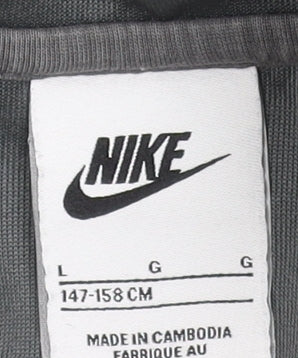 NIKE
L G G
147-158 CM
MADE IN CAMBODIA
FABRIQUE AU